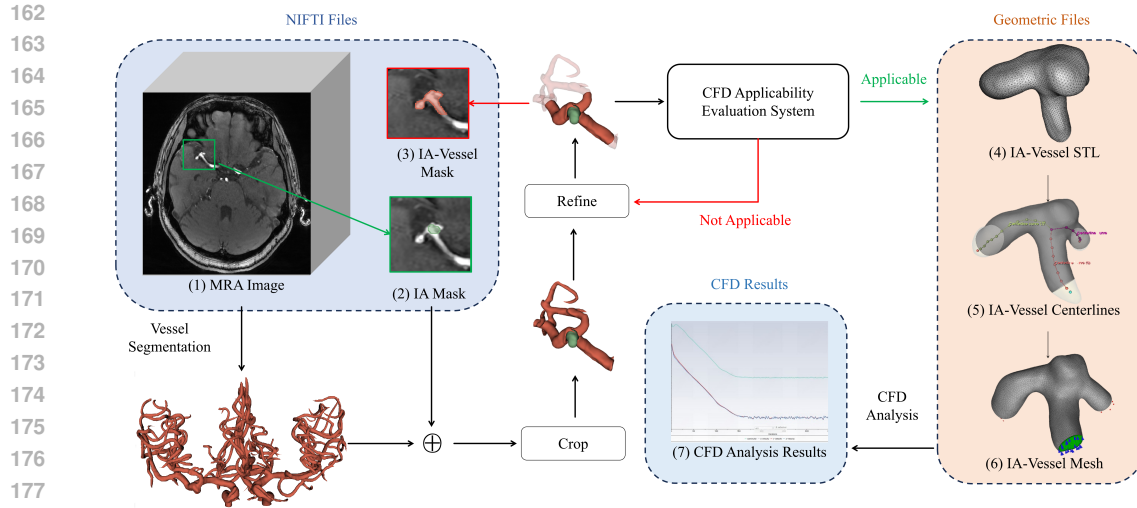 162
163
164
165
166
167
168
169
170
171
172
173
174
175
176
177
NIFTI Files
(1) MRA Image
(3) IA-Vessel
Mask
(2) IA Mask
Vessel
Segmentation
Crop
Refine
CFD Applicability
Evaluation System
Applicable
Not Applicable
Geometric Files
(4) IA-Vessel STL
(5) IA-Vessel Centerlines
(6) IA-Vessel Mesh
CFD
Analysis
CFD Results
(7) CFD Analysis Results